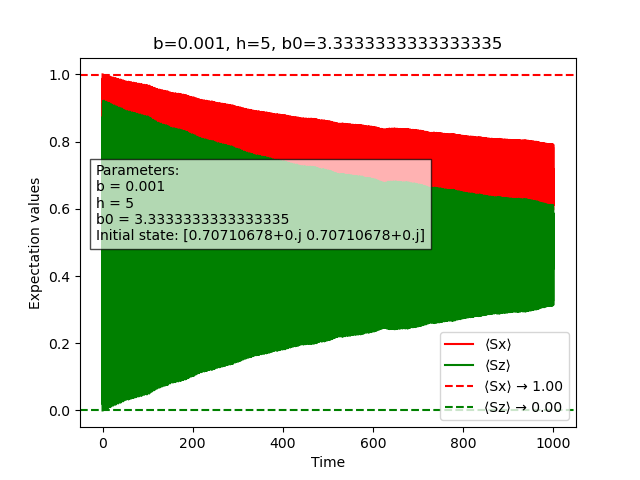 b=0.001, h=5, b0=3.3333333333333335
1.0
0.8
0.6
0.4
0.2
0.0
Expectation values
Parameters:
b = 0.001
h = 5
b0 = 3.3333333333333335
Initial state: [0.70710678+0.j 0.70710678+0.j]
⟨Sx⟩
⟨Sz⟩
⟨Sx⟩ → 1.00
⟨Sz⟩ → 0.00
0 200 400 600 800 1000
Time